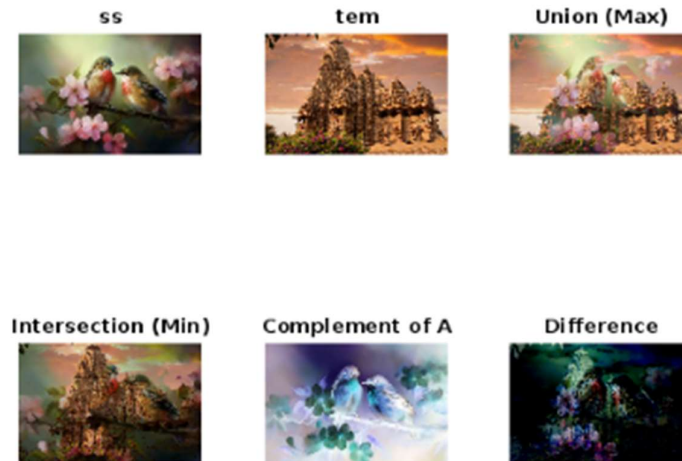 ss
tem
Union (Max)
Intersection (Min)
Complement of A
Difference